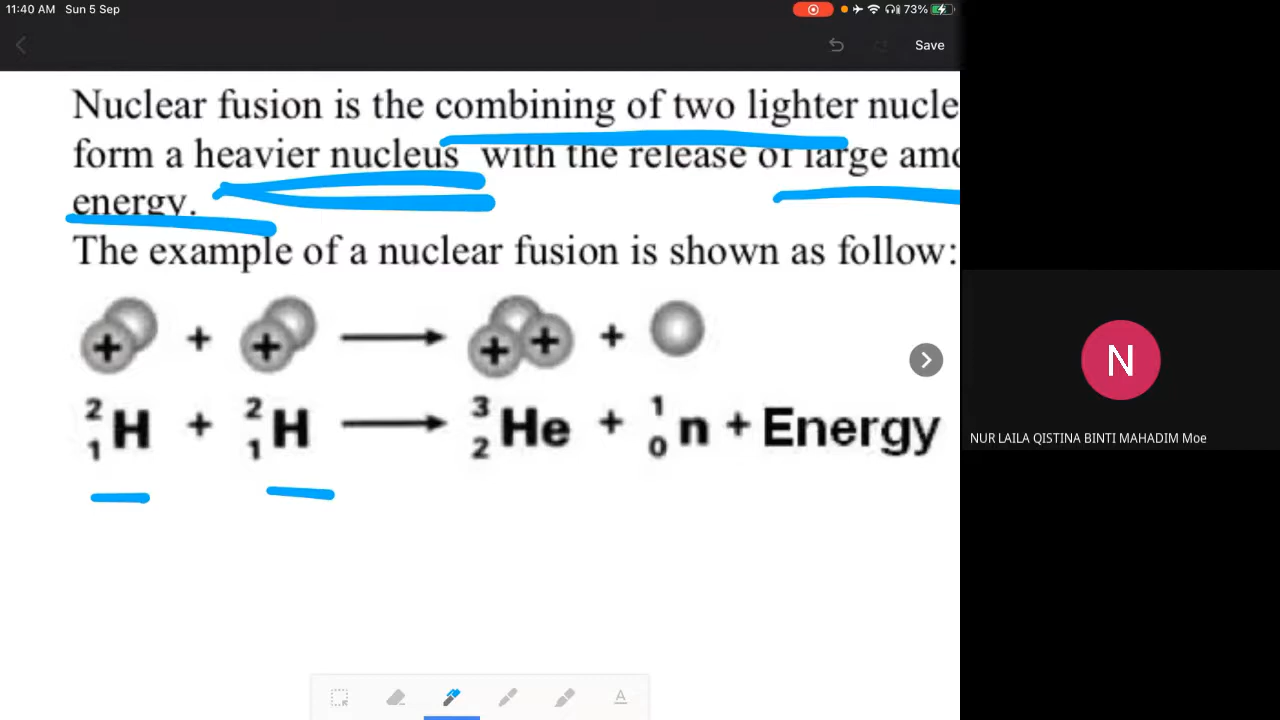 11:40 AM Sun 5 Sep 73%
Save
Nuclear fusion is the combining of two lighter nucle
form a heavier nucleus with the release of large amo
energy.
The example of a nuclear fusion is shown as follow:
+ + + → + + + +
²₁H + ²₁H → ³₂He + ¹₀n + Energy
N
NUR LAILA QISTINA BINTI MAHADIM Moe
A